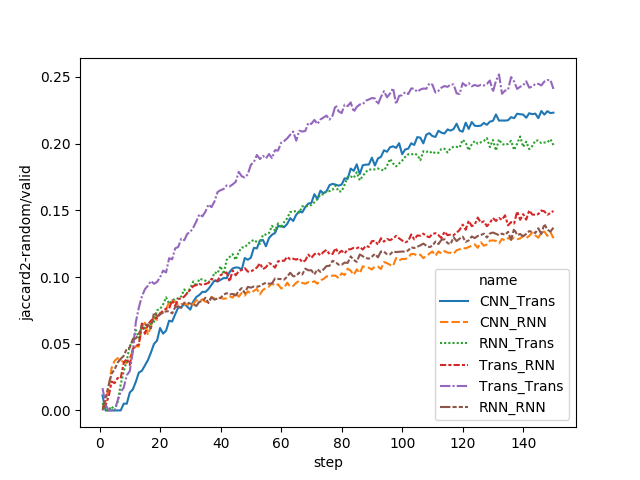 0.25
0.20
0.15
0.10
0.05
0.00
jaccard2-random/valid
0 20 40 60 80 100 120 140
step
name
CNN_Trans
CNN_RNN
RNN_Trans
Trans_RNN
Trans_Trans
RNN_RNN